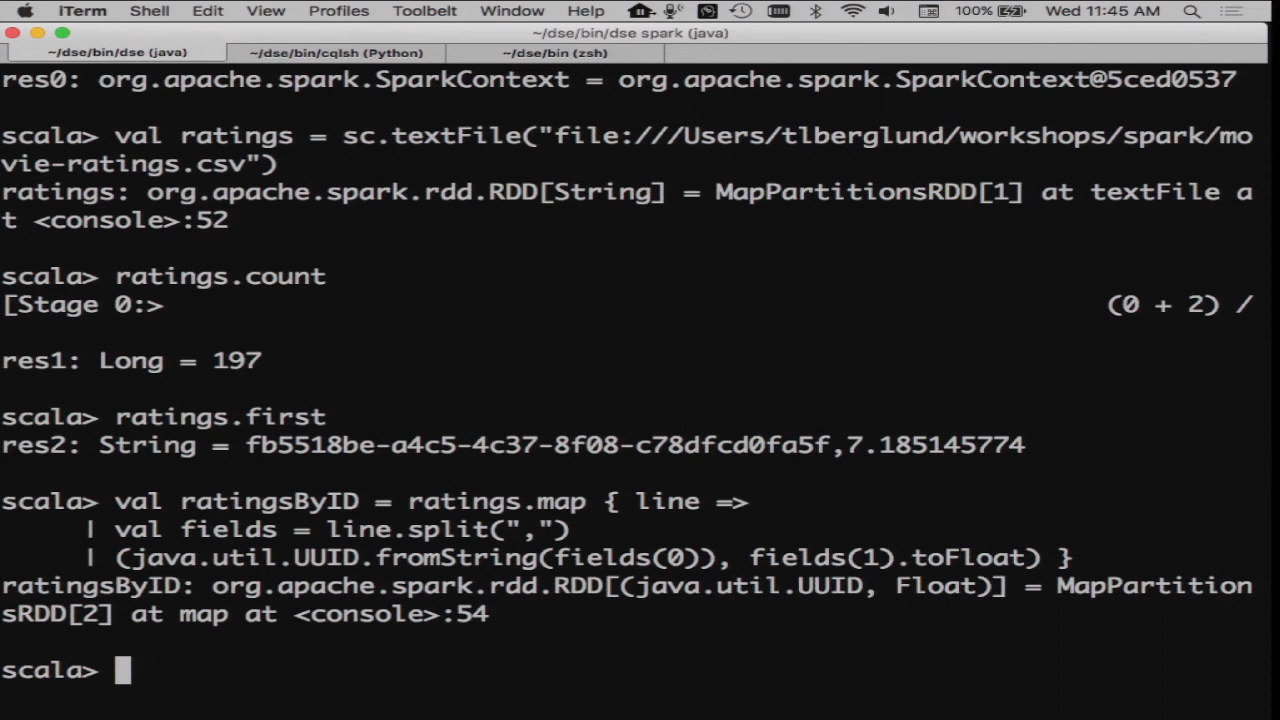 iTerm Shell Edit View Profiles Toolbelt Window Help 100% Wed 11:45 AM
~/dse/bin/dse spark (java)
~/dse/bin/dse (java) ~/dse/bin/cqlsh (Python) ~/dse/bin (zsh)
res0: org.apache.spark.SparkContext = org.apache.spark.SparkContext@5ced0537
scala> val ratings = sc.textFile("file:///Users/tlberglund/workshops/spark/mo
vie-ratings.csv")
ratings: org.apache.spark.rdd.RDD[String] = MapPartitionsRDD[1] at textFile a
t <console>:52
scala> ratings.count
[Stage 0:> (0 + 2) /
res1: Long = 197
scala> ratings.first
res2: String = fb5518be-a4c5-4c37-8f08-c78dfcd0fa5f,7.185145774
scala> val ratingsByID = ratings.map { line =>
| val fields = line.split(",")
| (java.util.UUID.fromString(fields(0)), fields(1).toFloat) }
ratingsByID: org.apache.spark.rdd.RDD[(java.util.UUID, Float)] = MapPartition
sRDD[2] at map at <console>:54
scala>